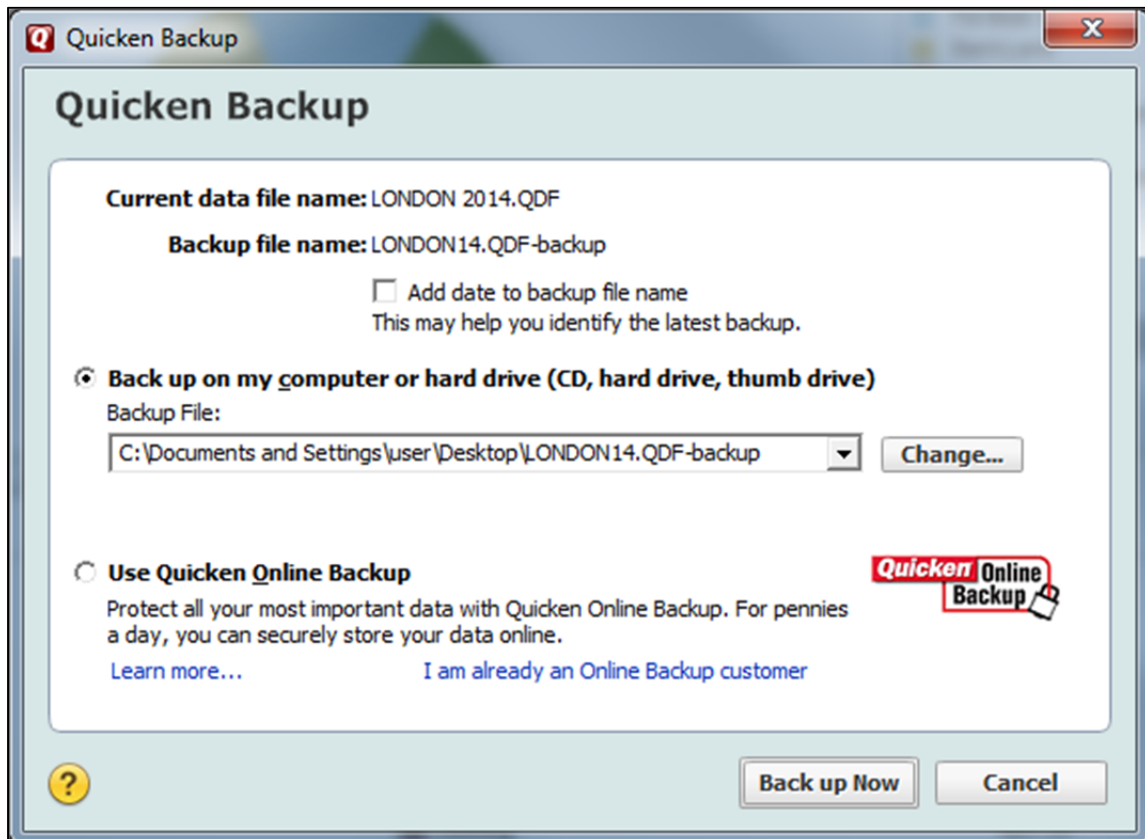 Quicken Backup
Quicken Backup
Current data file name: LONDON 2014.QDF
Backup file name: LONDON14.QDF-backup
Add date to backup file name
This may help you identify the latest backup.
Back up on my computer or hard drive (CD, hard drive, thumb drive)
Backup File:
C:\Documents and Settings\user\Desktop\LONDON14.QDF-backup
Change...
Use Quicken Online Backup
Quicken Online
Backup
Protect all your most important data with Quicken Online Backup. For pennies
a day, you can securely store your data online.
Learn more...
I am already an Online Backup customer
?
Back up Now
Cancel